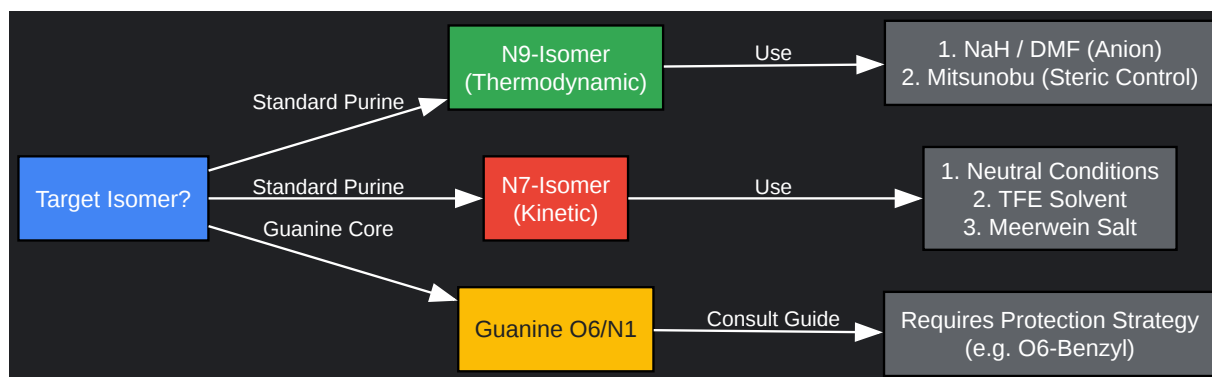 Target Isomer?
Standard Purine
N9-Isomer
(Thermodynamic)
Use
1. NaH / DMF (Anion)
2. Mitsunobu (Steric Control)
Standard Purine
N7-Isomer
(Kinetic)
Use
1. Neutral Conditions
2. TFE Solvent
3. Meerwein Salt
Guanine Core
Guanine O6/N1
Consult Guide
Requires Protection Strategy
(e.g. O6-Benzyl)